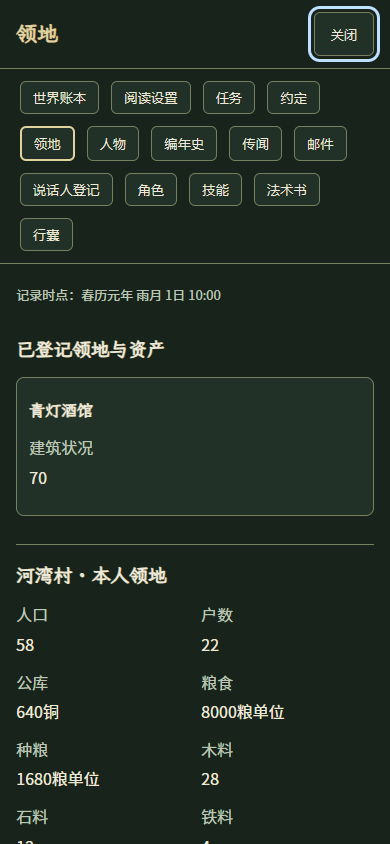 领地 关闭
世界账本 阅读设置 任务 约定
领地 人物 编年史 传闻 邮件
说话人登记 角色 技能 法术书
行囊
记录时点：春历元年 雨月 1日 10:00
已登记领地与资产
青灯酒馆
建筑状况
70
河湾村·本人领地
人口 户数
58 22
公库 粮食
640铜 8000粮单位
种粮 木料
1680粮单位 28
石料 铁料